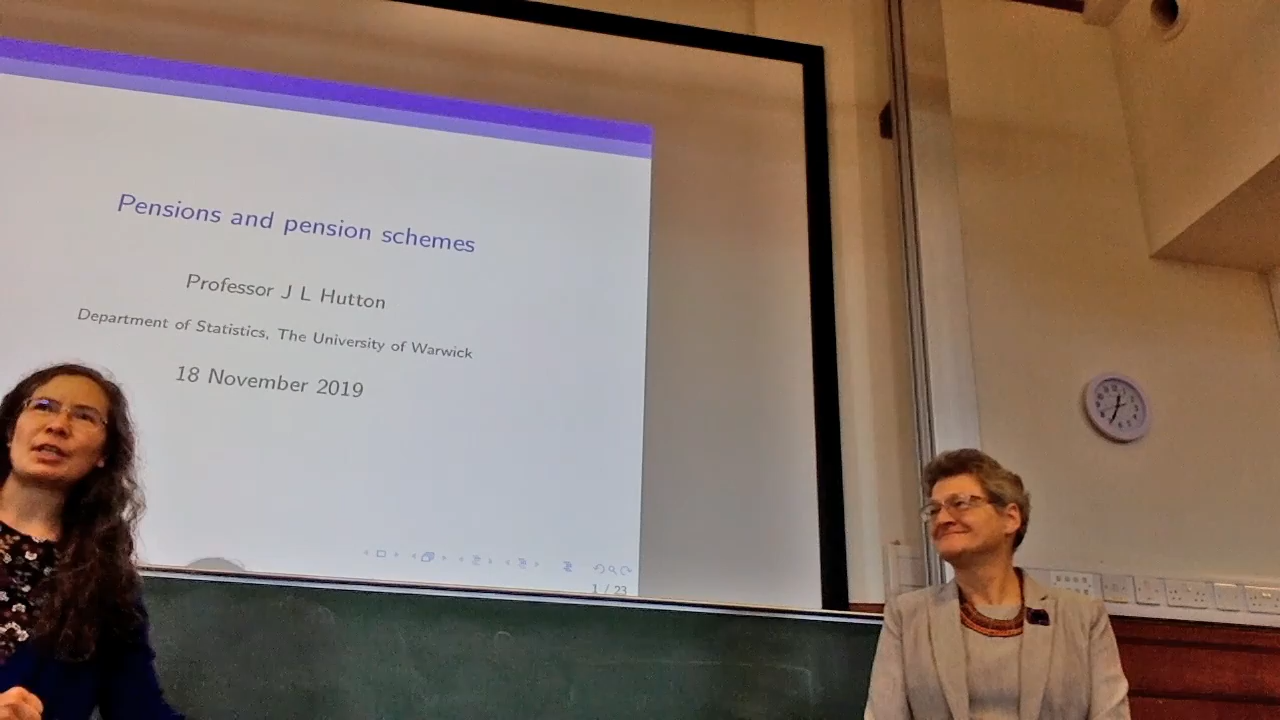 Pensions and pension schemes
Professor J L Hutton
Department of Statistics, The University of Warwick
18 November 2019
1 / 23